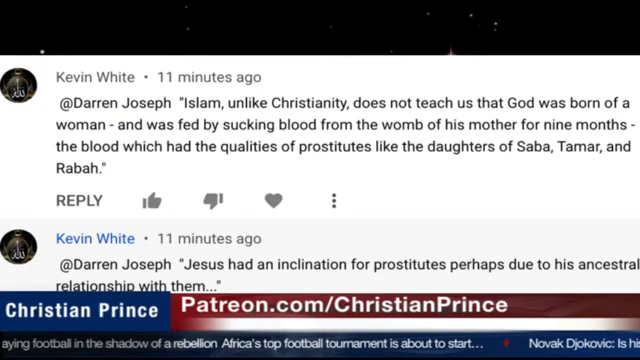 Kevin White • 11 minutes ago
@Darren Joseph "Islam, unlike Christianity, does not teach us that God was born of a
woman - and was fed by sucking blood from the womb of his mother for nine months -
the blood which had the qualities of prostitutes like the daughters of Saba, Tamar, and
Rabah."
REPLY
Kevin White • 11 minutes ago
@Darren Joseph "Jesus had an inclination for prostitutes perhaps due to his ancestral
relationship with them..."
Christian Prince Patreon.com/ChristianPrince
aying football in the shadow of a rebellion Africa's top football tournament is about to start... Novak Djokovic: Is hi